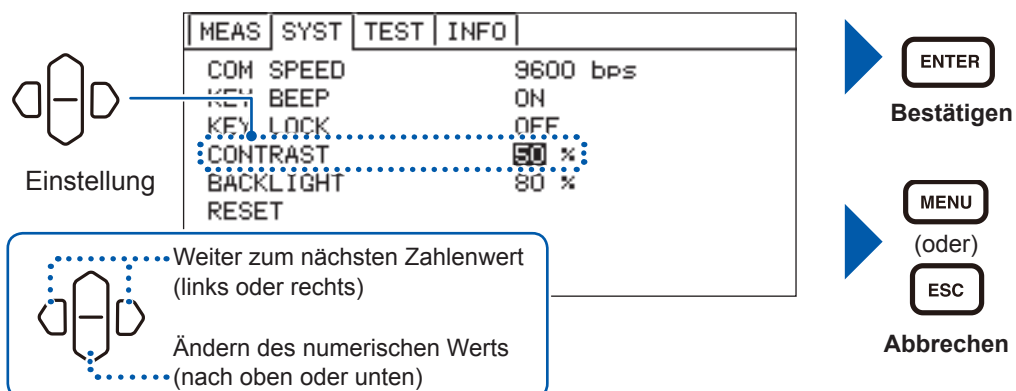 MEAS SYST TEST INFO
COM SPEED 9600 bps
KEY BEEP ON
KEY LOCK OFF
CONTRAST 50 %
BACKLIGHT 80 %
RESET
Einstellung
Weiter zum nächsten Zahlenwert
(links oder rechts)
Ändern des numerischen Werts
(nach oben oder unten)
ENTER
Bestätigen
MENU
(oder)
ESC
Abbrechen